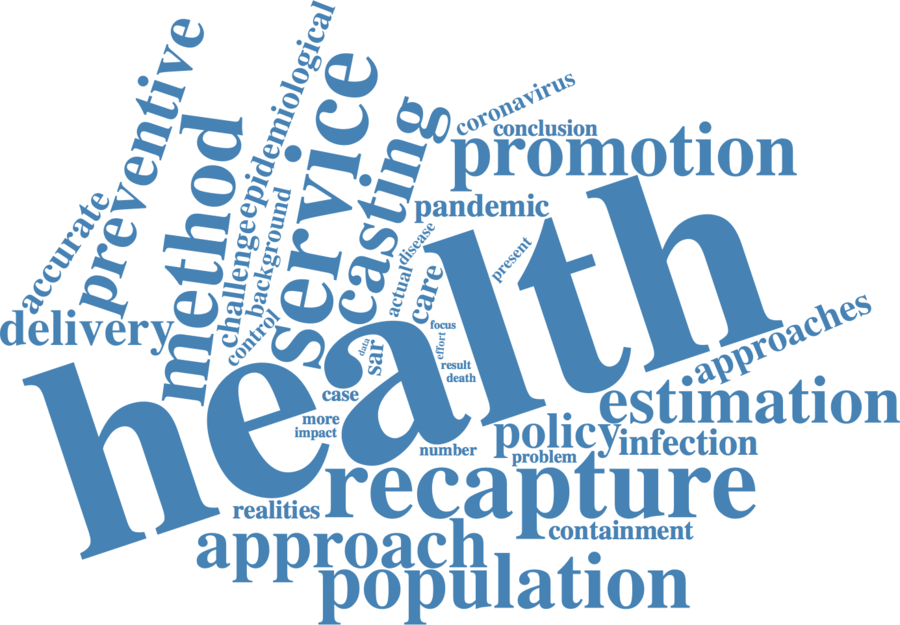 preventive
epidemiological
service
coronavirus
conclusion
promotion
method
casting
accurate
challenge
background
pandemic
disease
present
actual
care
health
delivery
control
focus
effort
data
sar
result
death
approaches
case
more
impact
estimation
policy
infection
number
problem
recapture
realities
containment
approach
population